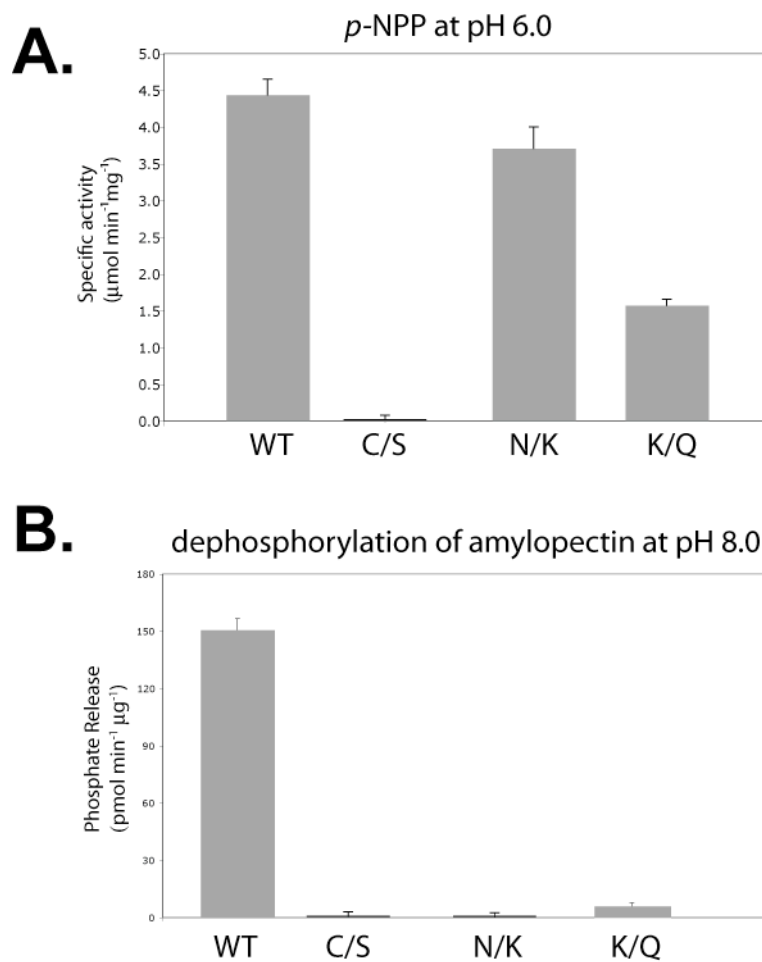 A.
p-NPP at pH 6.0
Specific activity
(μmol min⁻¹mg⁻¹)
5.0
4.5
4.0
3.5
3.0
2.5
2.0
1.5
1.0
0.5
0.0
WT C/S N/K K/Q
B.
dephosphorylation of amylopectin at pH 8.0
Phosphate Release
(pmol min⁻¹ μg⁻¹)
180
150
120
90
60
30
0
WT C/S N/K K/Q